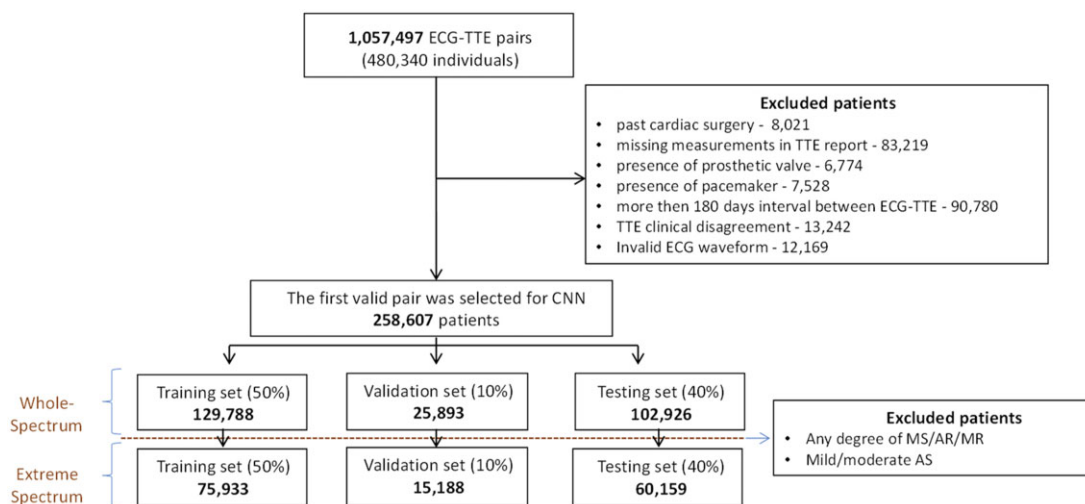 1,057,497 ECG-TTE pairs
(480,340 individuals)
Excluded patients
• past cardiac surgery - 8,021
• missing measurements in TTE report - 83,219
• presence of prosthetic valve - 6,774
• presence of pacemaker - 7,528
• more then 180 days interval between ECG-TTE - 90,780
• TTE clinical disagreement - 13,242
• Invalid ECG waveform - 12,169
The first valid pair was selected for CNN
258,607 patients
Whole-
Spectrum
Training set (50%)
129,788
Validation set (10%)
25,893
Testing set (40%)
102,926
Excluded patients
• Any degree of MS/AR/MR
• Mild/moderate AS
Extreme
Spectrum
Training set (50%)
75,933
Validation set (10%)
15,188
Testing set (40%)
60,159